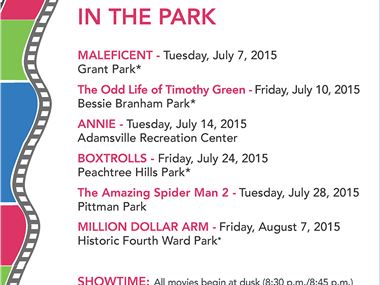 IN THE PARK
MALEFICENT - Tuesday, July 7, 2015
Grant Park*
The Odd Life of Timothy Green - Friday, July 10, 2015
Bessie Branham Park*
ANNIE - Tuesday, July 14, 2015
Adamsville Recreation Center
BOXTROLLS - Friday, July 24, 2015
Peachtree Hills Park*
The Amazing Spider Man 2 - Tuesday, July 28, 2015
Pittman Park
MILLION DOLLAR ARM - Friday, August 7, 2015
Historic Fourth Ward Park*
SHOWTIME: All movies begin at dusk (8:30 p.m./8:45 p.m.)